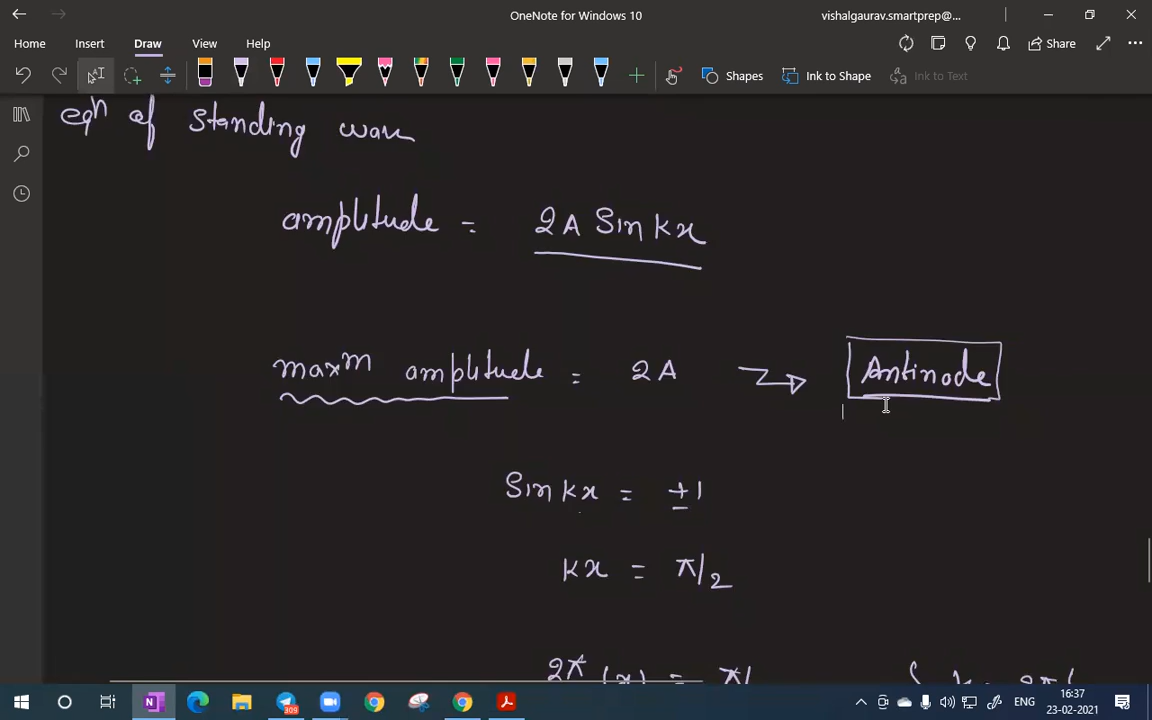 OneNote for Windows 10
vishalgaurav.smartprep@...
Home Insert Draw View Help
Share
Shapes
Ink to Shape
Ink to Text
eqn of standing wave
amplitude = 2A Sin kx
maxm amplitude = 2A
Antinode
Sin kx = ±1
kx = π/2
309
ENG
16:37
23-02-2021